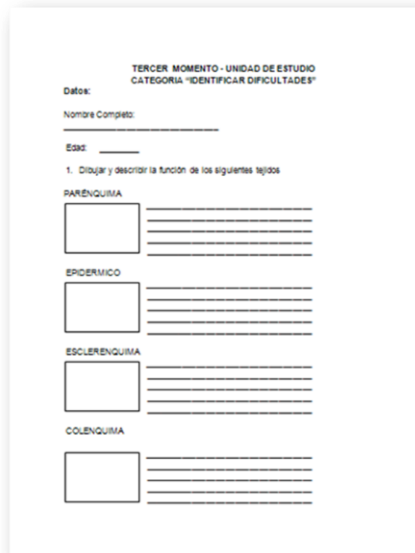 TERCER MOMENTO - UNIDAD DE ESTUDIO
CATEGORIA "IDENTIFICAR DIFICULTADES"
Datos:
Nombre Completo:
Edad:
1. Dibujar y describir la función de los siguientes tejidos
PARÉNQUIMA
EPIDERMICO
ESCLERENQUIMA
COLENQUIMA